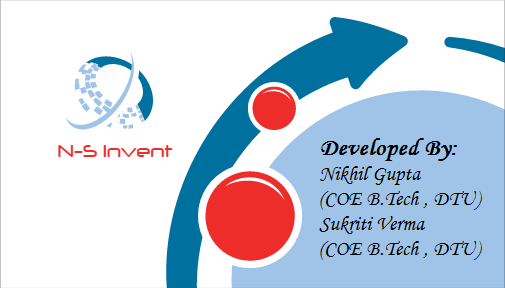 N-S Invent
Developed By:
Nikhil Gupta
(COE B.Tech , DTU)
Sukriti Verma
(COE B.Tech , DTU)